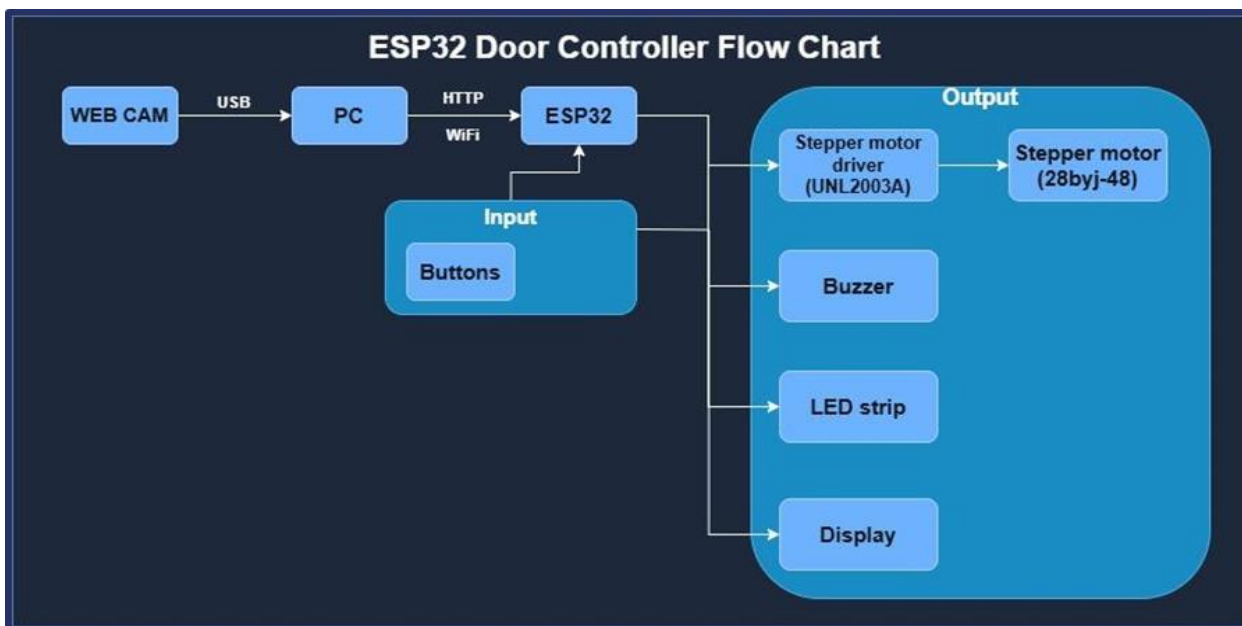 ESP32 Door Controller Flow Chart
WEB CAM
USB
PC
HTTP
WiFi
ESP32
Input
Buttons
Output
Stepper motor
driver
(UNL2003A)
Stepper motor
(28byj-48)
Buzzer
LED strip
Display